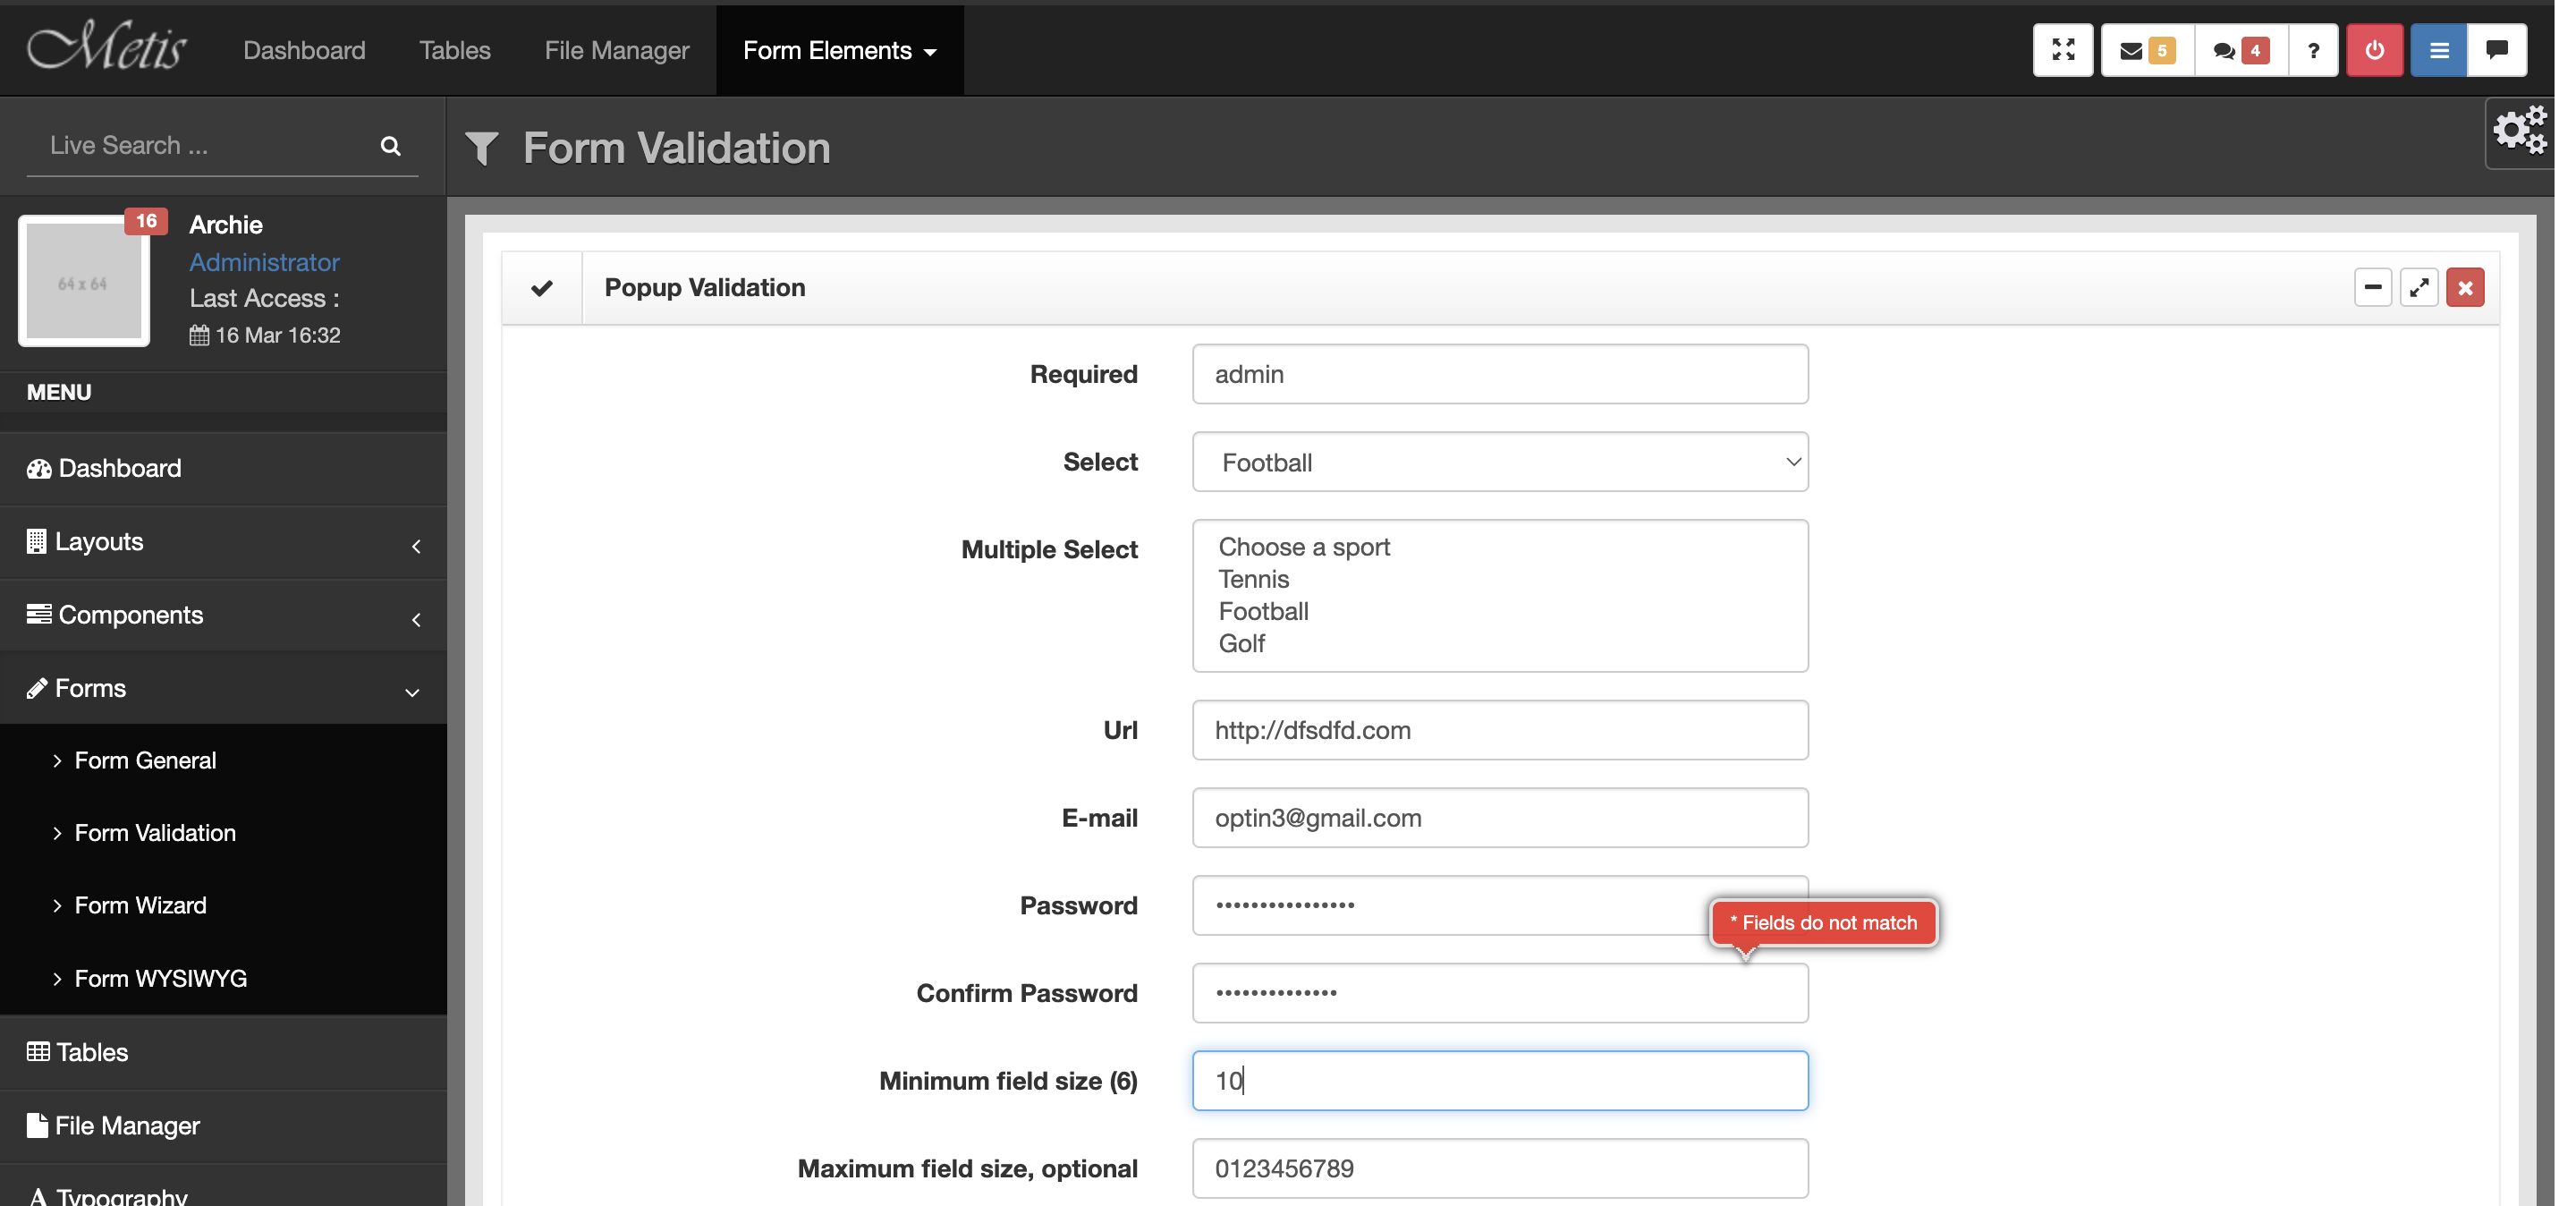 Metis
Dashboard
Tables
File Manager
Form Elements
5
4
?
Live Search ...
Form Validation
16
64 x 64
Archie
Administrator
Last Access :
16 Mar 16:32
MENU
Dashboard
Layouts
Components
Forms
Form General
Form Validation
Form Wizard
Form WYSIWYG
Tables
File Manager
Typography
Popup Validation
Required
admin
Select
Football
Multiple Select
Choose a sport
Tennis
Football
Golf
Url
http://dfsdfd.com
E-mail
optin3@gmail.com
Password
••••••••••••••••
* Fields do not match
Confirm Password
••••••••••••••
Minimum field size (6)
10
Maximum field size, optional
0123456789